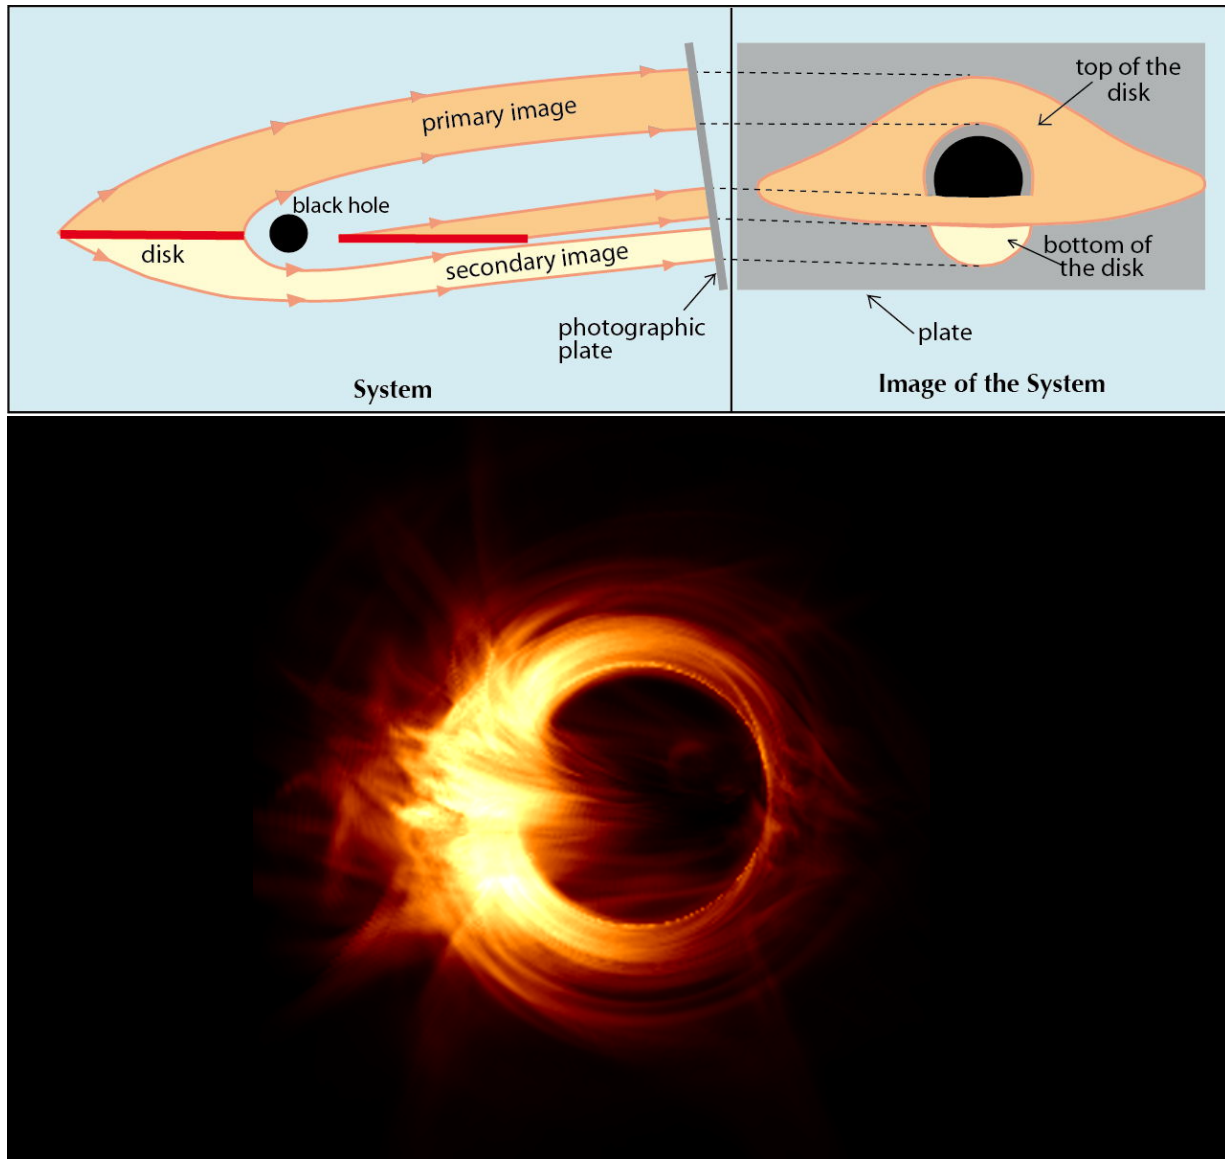 primary image
black hole
disk
secondary image
photographic
plate
System
top of the
disk
bottom of
the disk
plate
Image of the System